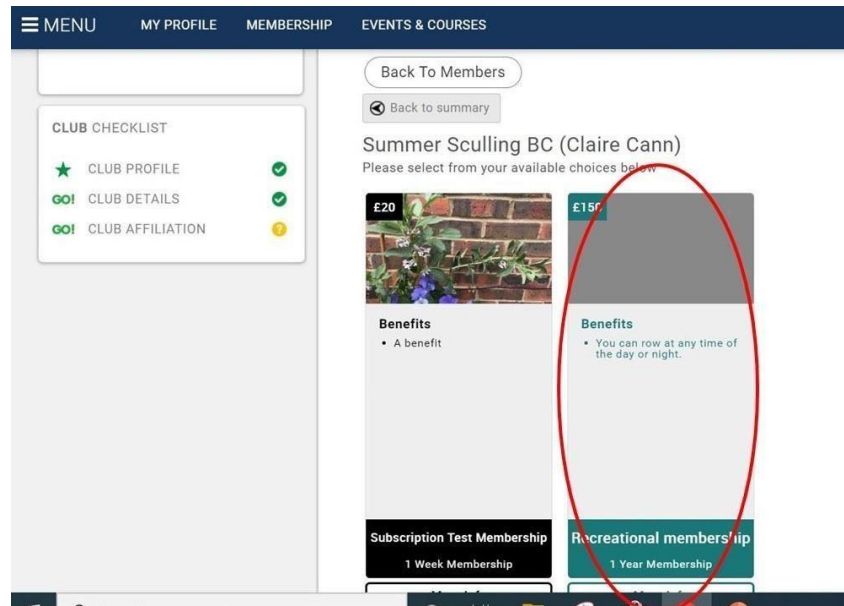 MENU MY PROFILE MEMBERSHIP EVENTS & COURSES
Back To Members
Back to summary
CLUB CHECKLIST
CLUB PROFILE
GO! CLUB DETAILS
GO! CLUB AFFILIATION
Summer Sculling BC (Claire Cann)
Please select from your available choices below
£20
Benefits
• A benefit
Subscription Test Membership
1 Week Membership
£150
Benefits
• You can row at any time of
the day or night.
Recreational membership
1 Year Membership